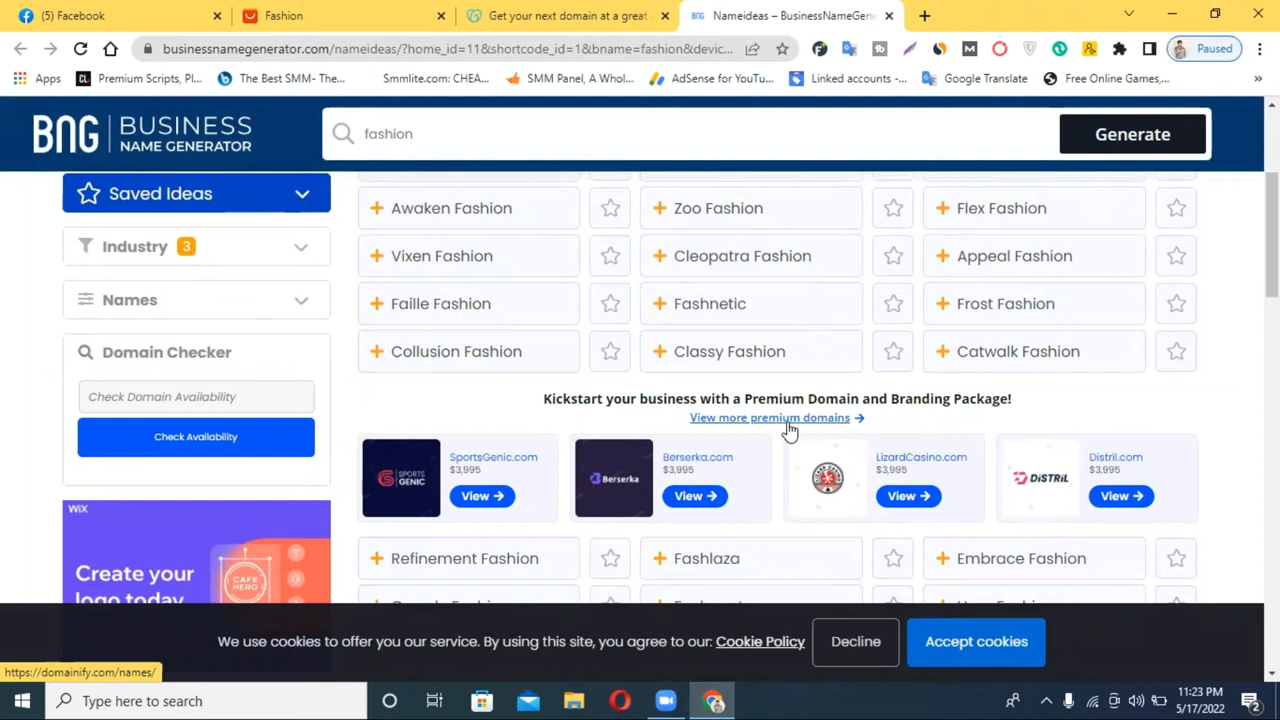 (5) Facebook
Fashion
Get your next domain at a great
BNG Nameideas – BusinessNameGen
businessnamegenerator.com/nameideas/?home_id=11&shortcode_id=1&bname=fashion&devic...
Paused
Apps
CL Premium Scripts, Pl...
The Best SMM- The...
Smmlite.com: CHEA...
SMM Panel, A Whol...
AdSense for YouTu...
Linked accounts -...
Google Translate
Free Online Games,...
BNG BUSINESS
NAME GENERATOR
fashion
Generate
Saved Ideas
Industry 3
Names
Domain Checker
Check Domain Availability
Check Availability
WIX
Create your
logo today
CAFE
HERO
Awaken Fashion
Zoo Fashion
Flex Fashion
Vixen Fashion
Cleopatra Fashion
Appeal Fashion
Faille Fashion
Fashnetic
Frost Fashion
Collusion Fashion
Classy Fashion
Catwalk Fashion
Kickstart your business with a Premium Domain and Branding Package!
View more premium domains →
SPORTS
GENIC
SportsGenic.com
$3,995
View →
Berserka
Berserka.com
$3,995
View →
LizardCasino.com
$3,995
View →
DiSTRiL
Distril.com
$3,995
View →
Refinement Fashion
Fashlaza
Embrace Fashion
We use cookies to offer you our service. By using this site, you agree to our: Cookie Policy
Decline
Accept cookies
https://domainify.com/names/
Type here to search
11:23 PM
5/17/2022
2